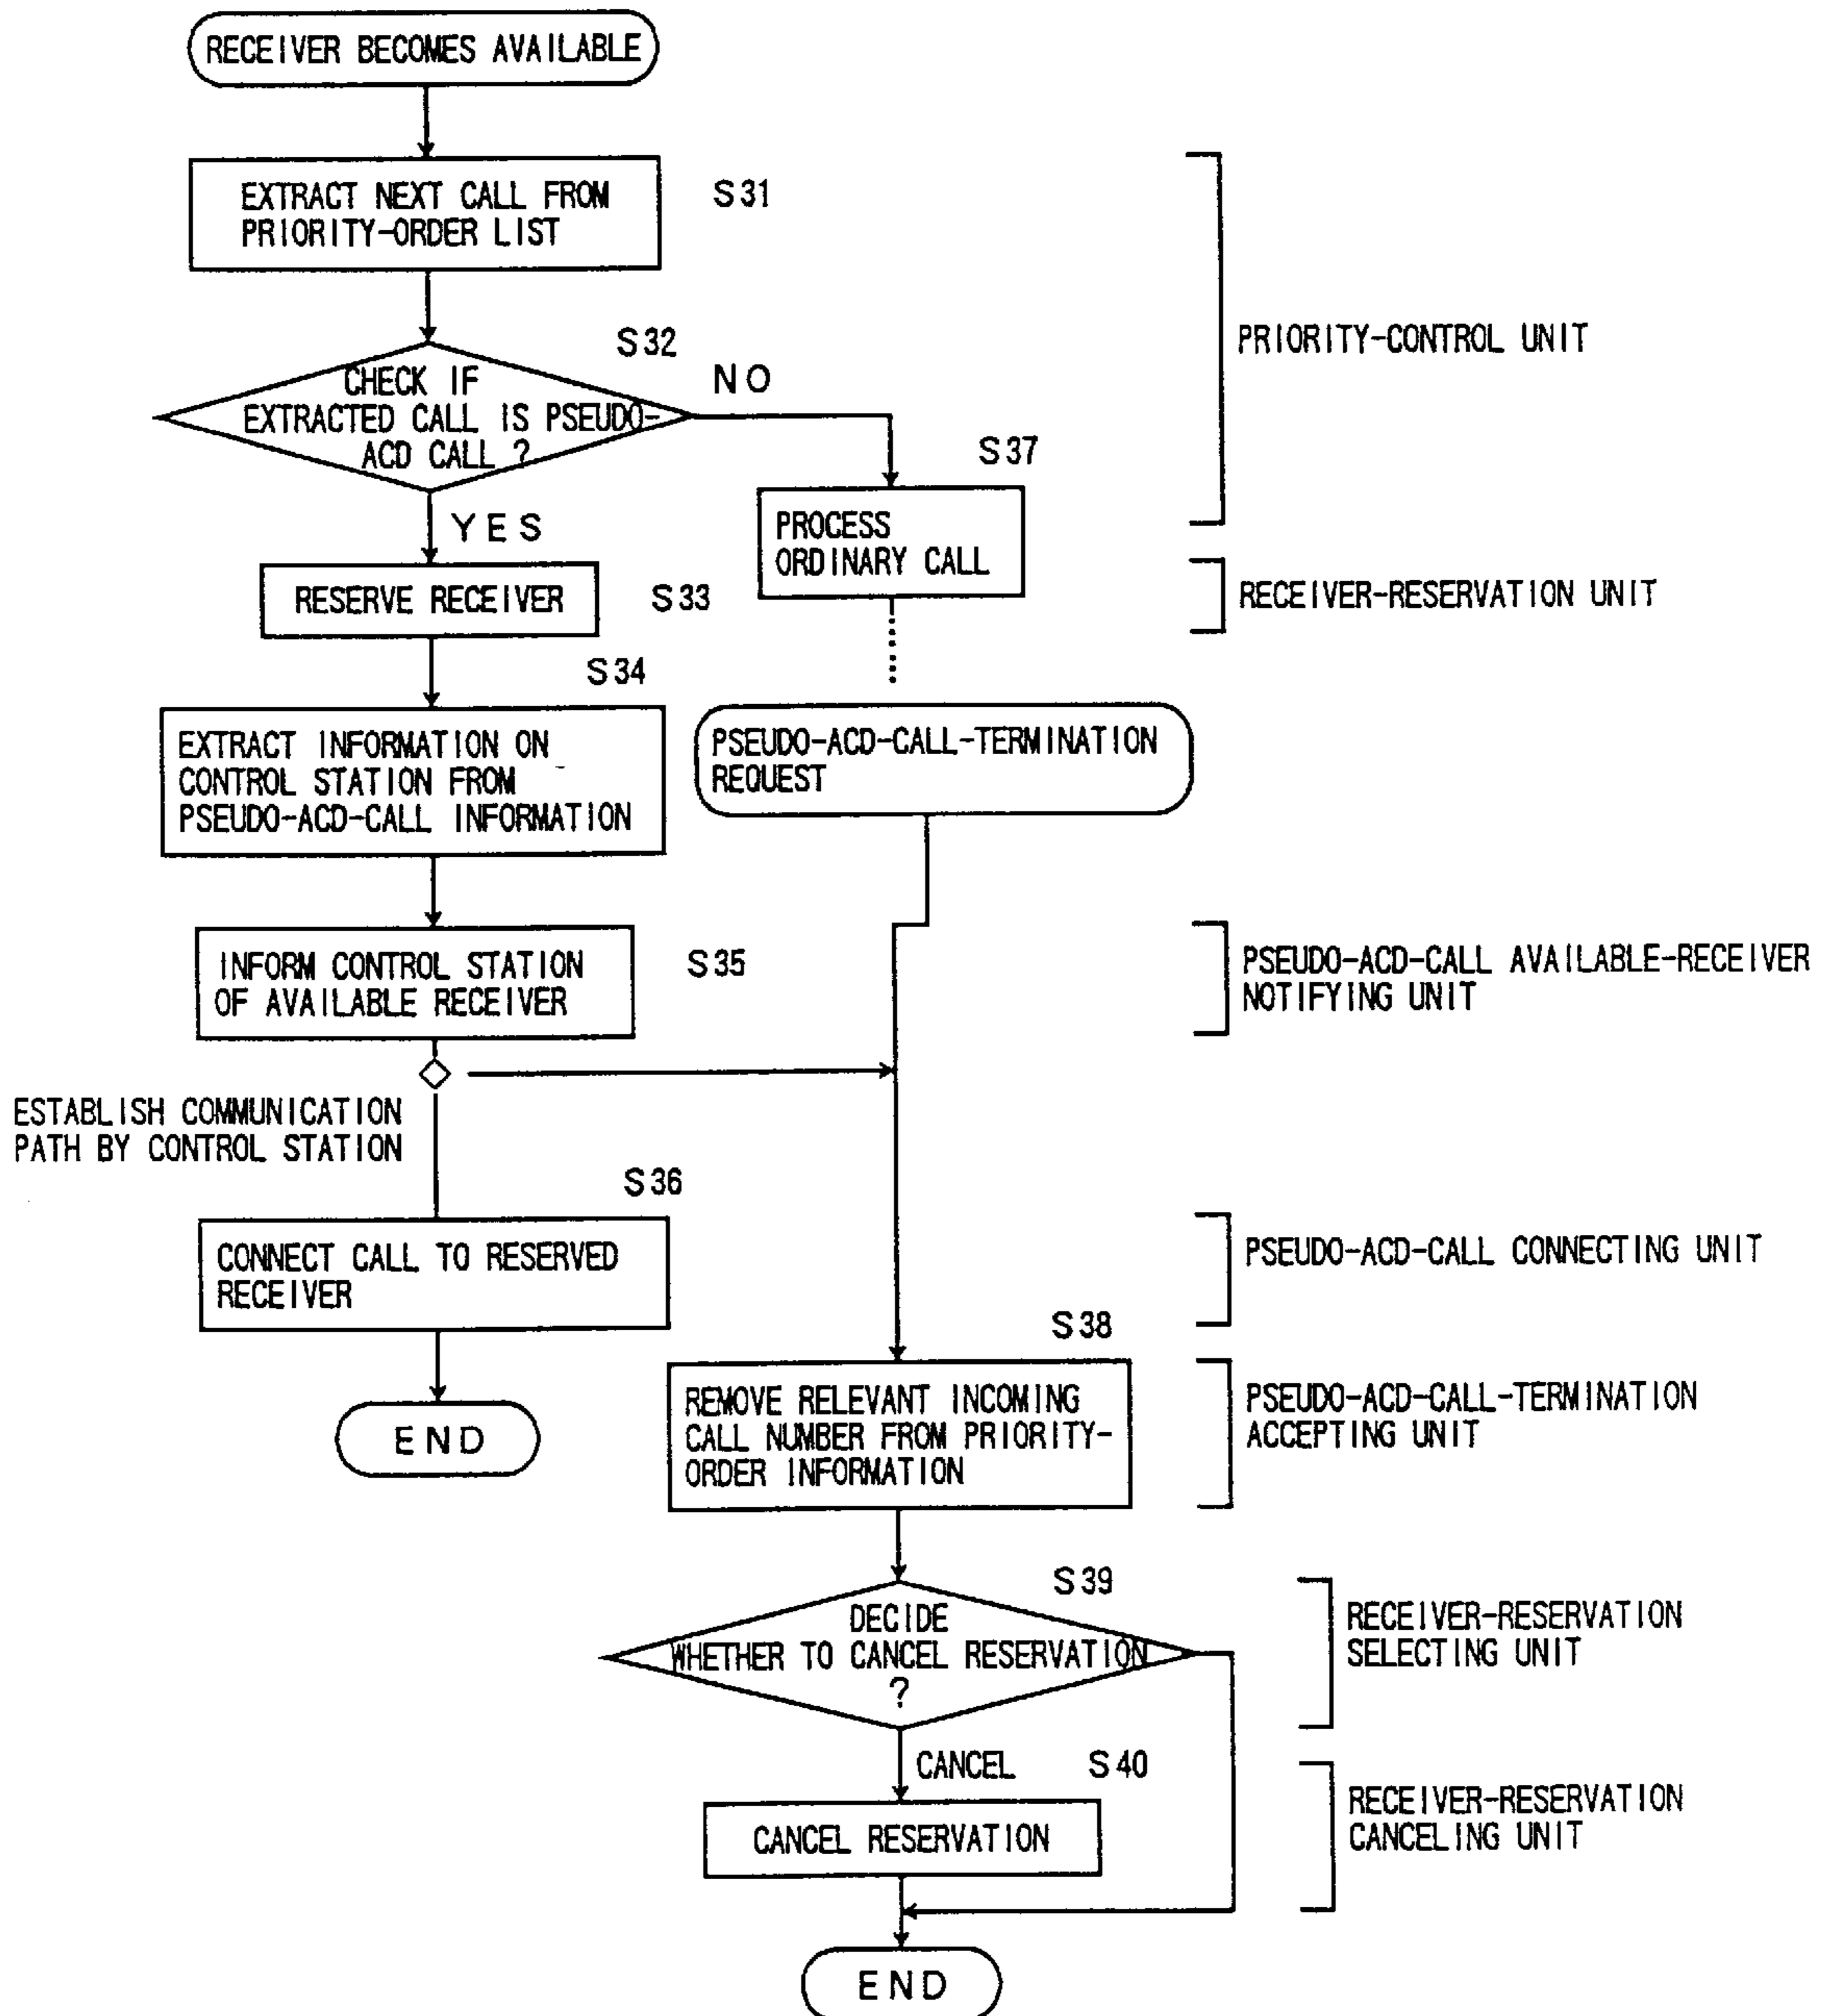 RECEIVER BECOMES AVAILABLE
EXTRACT NEXT CALL FROM
PRIORITY-ORDER LIST
S31
S32
CHECK IF
EXTRACTED CALL IS PSEUDO-
ACD CALL ?
NO
YES
PRIORITY-CONTROL UNIT
S37
PROCESS
ORDINARY CALL
RESERVE RECEIVER
S33
RECEIVER-RESERVATION UNIT
S34
EXTRACT INFORMATION ON
CONTROL STATION FROM
PSEUDO-ACD-CALL INFORMATION
PSEUDO-ACD-CALL-TERMINATION
REQUEST
INFORM CONTROL STATION
OF AVAILABLE RECEIVER
S35
PSEUDO-ACD-CALL AVAILABLE-RECEIVER
NOTIFYING UNIT
ESTABLISH COMMUNICATION
PATH BY CONTROL STATION
S36
CONNECT CALL TO RESERVED
RECEIVER
PSEUDO-ACD-CALL CONNECTING UNIT
END
S38
REMOVE RELEVANT INCOMING
CALL NUMBER FROM PRIORITY-
ORDER INFORMATION
PSEUDO-ACD-CALL-TERMINATION
ACCEPTING UNIT
S39
DECIDE
WHETHER TO CANCEL RESERVATION
?
RECEIVER-RESERVATION
SELECTING UNIT
CANCEL
S40
CANCEL RESERVATION
RECEIVER-RESERVATION
CANCELING UNIT
END